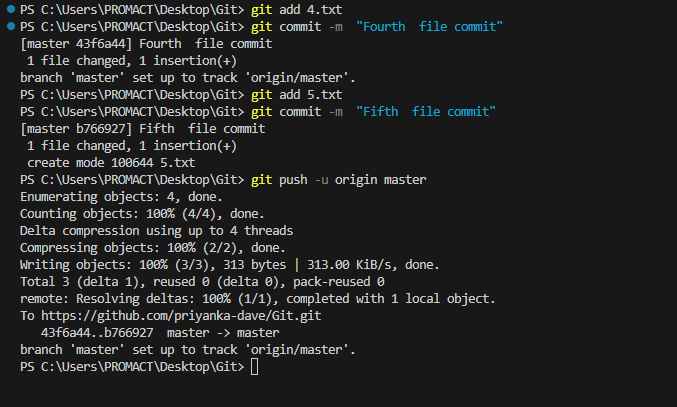 PS C:\Users\PROMACT\Desktop\Git> git add 4.txt
PS C:\Users\PROMACT\Desktop\Git> git commit -m  "Fourth  file commit"
[master 43f6a44] Fourth  file commit
 1 file changed, 1 insertion(+)
branch 'master' set up to track 'origin/master'.
PS C:\Users\PROMACT\Desktop\Git> git add 5.txt
PS C:\Users\PROMACT\Desktop\Git> git commit -m  "Fifth  file commit"
[master b766927] Fifth  file commit
 1 file changed, 1 insertion(+)
 create mode 100644 5.txt
PS C:\Users\PROMACT\Desktop\Git> git push -u origin master
Enumerating objects: 4, done.
Counting objects: 100% (4/4), done.
Delta compression using up to 4 threads
Compressing objects: 100% (2/2), done.
Writing objects: 100% (3/3), 313 bytes | 313.00 KiB/s, done.
Total 3 (delta 1), reused 0 (delta 0), pack-reused 0
remote: Resolving deltas: 100% (1/1), completed with 1 local object.
To https://github.com/priyanka-dave/Git.git
   43f6a44..b766927  master -> master
branch 'master' set up to track 'origin/master'.
PS C:\Users\PROMACT\Desktop\Git>